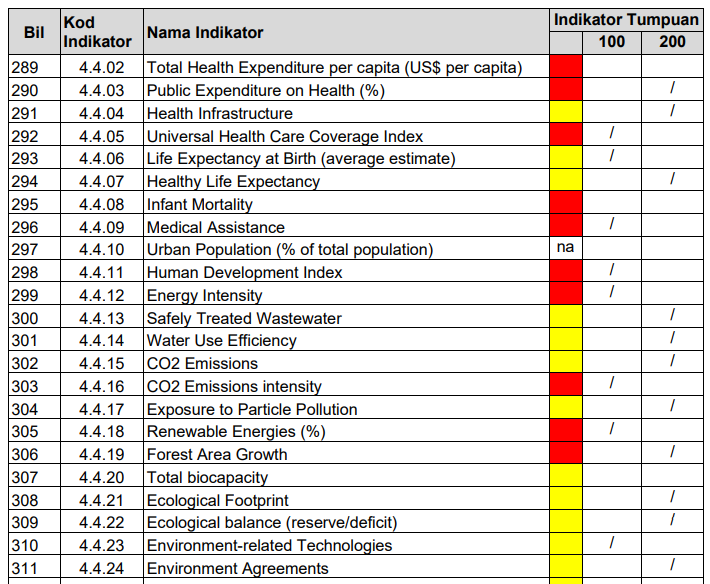 Bil Kod Indikator Nama Indikator Indikator Tumpuan
100 200
289 4.4.02 Total Health Expenditure per capita (US$ per capita)
290 4.4.03 Public Expenditure on Health (%) /
291 4.4.04 Health Infrastructure /
292 4.4.05 Universal Health Care Coverage Index /
293 4.4.06 Life Expectancy at Birth (average estimate) /
294 4.4.07 Healthy Life Expectancy /
295 4.4.08 Infant Mortality
296 4.4.09 Medical Assistance /
297 4.4.10 Urban Population (% of total population) na
298 4.4.11 Human Development Index /
299 4.4.12 Energy Intensity /
300 4.4.13 Safely Treated Wastewater /
301 4.4.14 Water Use Efficiency /
302 4.4.15 CO2 Emissions /
303 4.4.16 CO2 Emissions intensity /
304 4.4.17 Exposure to Particle Pollution /
305 4.4.18 Renewable Energies (%) /
306 4.4.19 Forest Area Growth /
307 4.4.20 Total biocapacity
308 4.4.21 Ecological Footprint /
309 4.4.22 Ecological balance (reserve/deficit) /
310 4.4.23 Environment-related Technologies /
311 4.4.24 Environment Agreements /